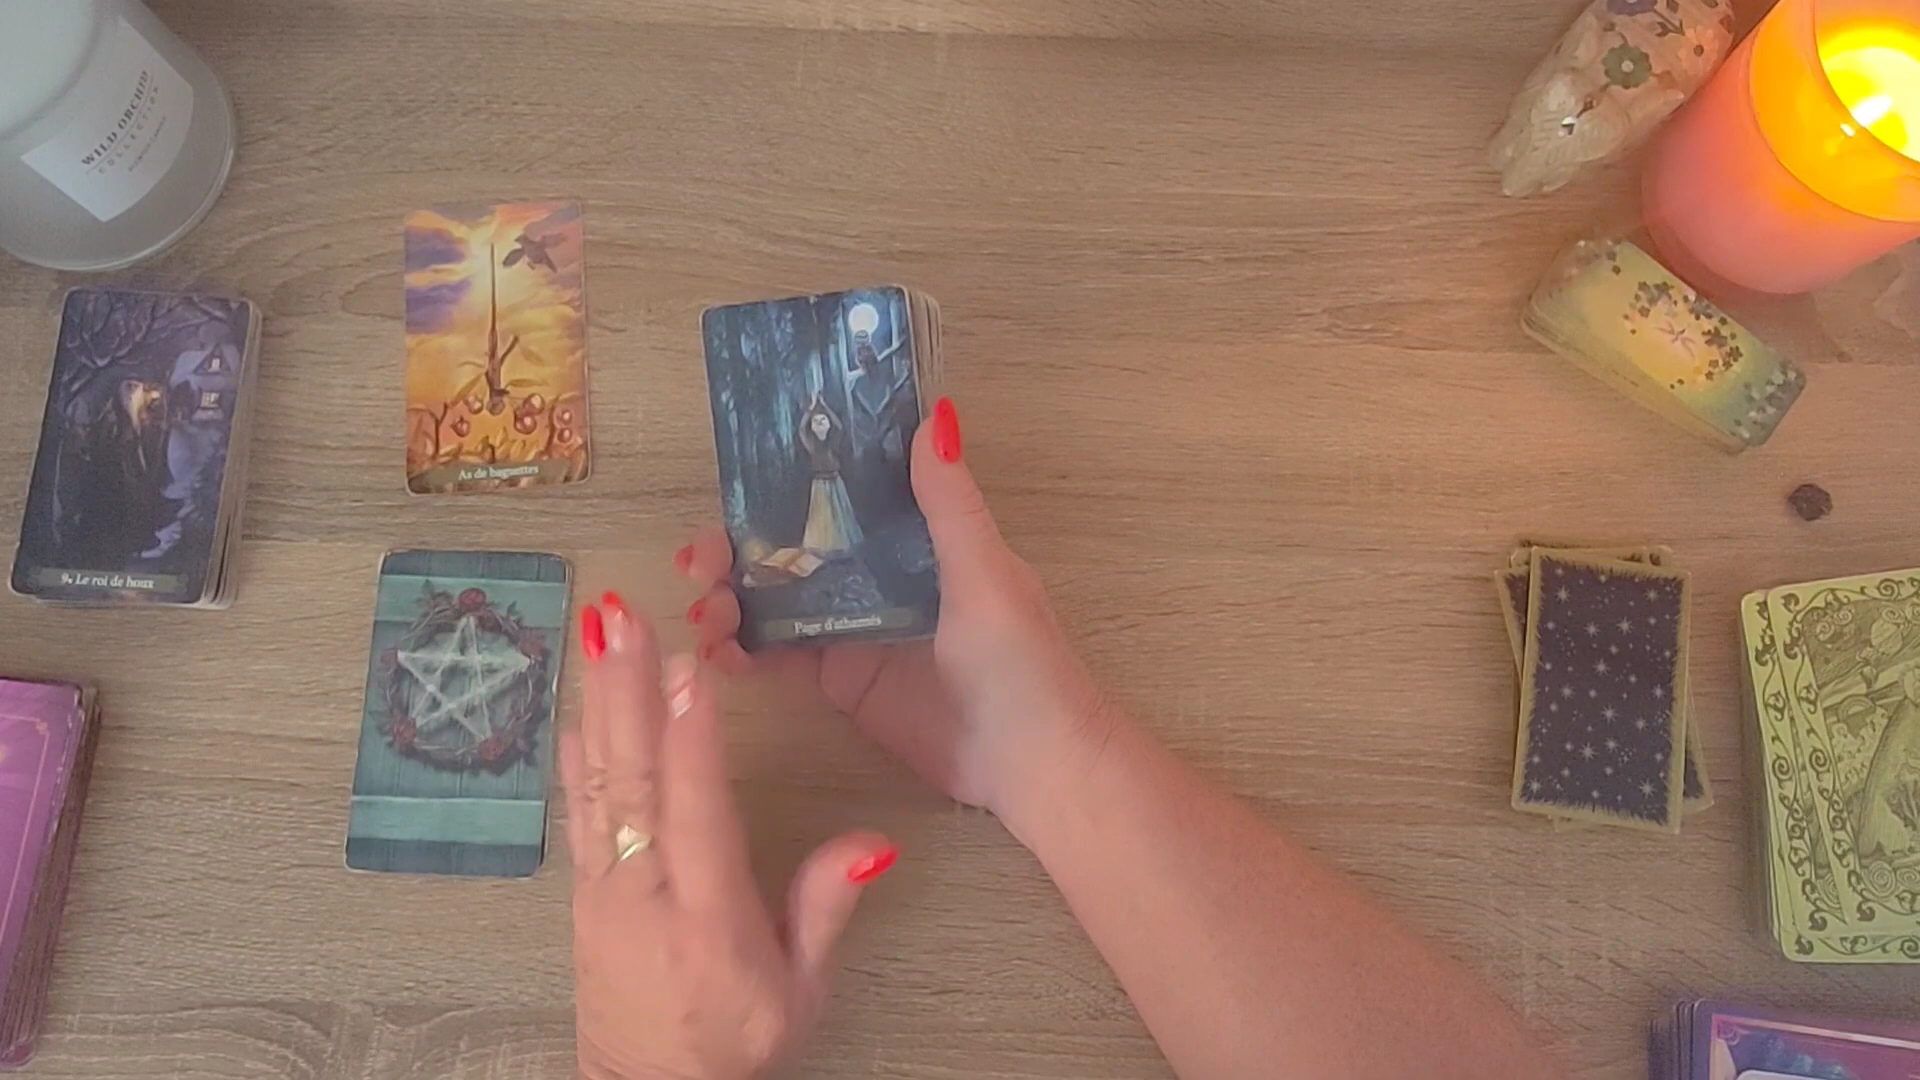 WILD ORCHID
COLLECTION
As de baguettes
9. Le roi de houx
Page d'athamés